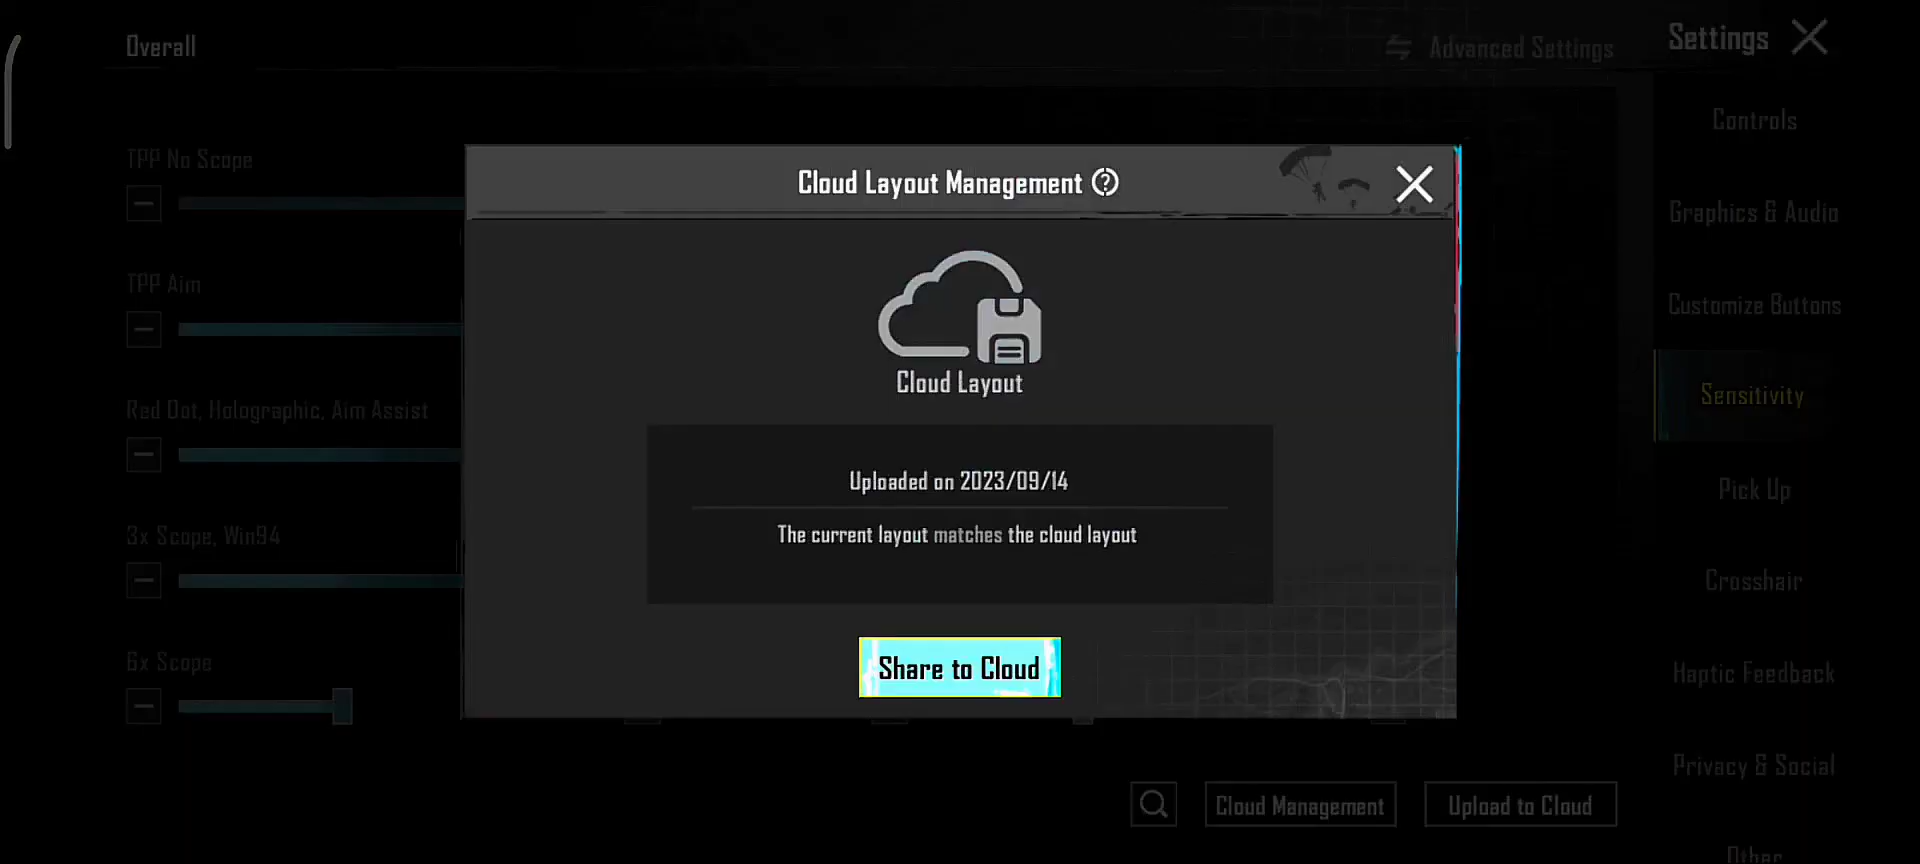 Overall
Advanced Settings
Settings
TPP No Scope
TPP Aim
Red Dot, Holographic, Aim Assist
3x Scope, Win94
6x Scope
Cloud Layout Management ?
Cloud Layout
Uploaded on 2023/09/14
The current layout matches the cloud layout
Share to Cloud
Controls
Graphics & Audio
Customize Buttons
Sensitivity
Pick Up
Crosshair
Haptic Feedback
Privacy & Social
Other
Cloud Management
Upload to Cloud